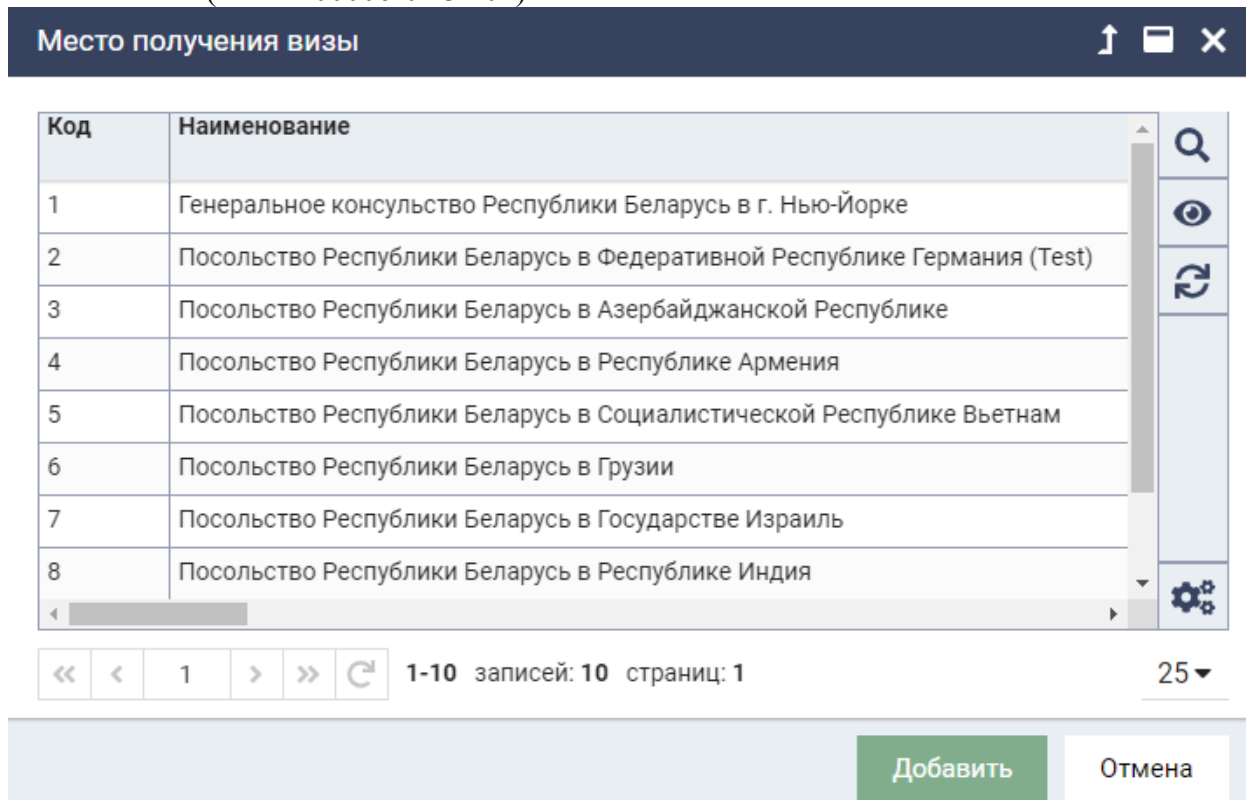 Место получения визы
Код Наименование
1 Генеральное консульство Республики Беларусь в г. Нью-Йорке
2 Посольство Республики Беларусь в Федеративной Республике Германия (Test)
3 Посольство Республики Беларусь в Азербайджанской Республике
4 Посольство Республики Беларусь в Республике Армения
5 Посольство Республики Беларусь в Социалистической Республике Вьетнам
6 Посольство Республики Беларусь в Грузии
7 Посольство Республики Беларусь в Государстве Израиль
8 Посольство Республики Беларусь в Республике Индия
1 1-10 записей: 10 страниц: 1 25
Добавить Отмена